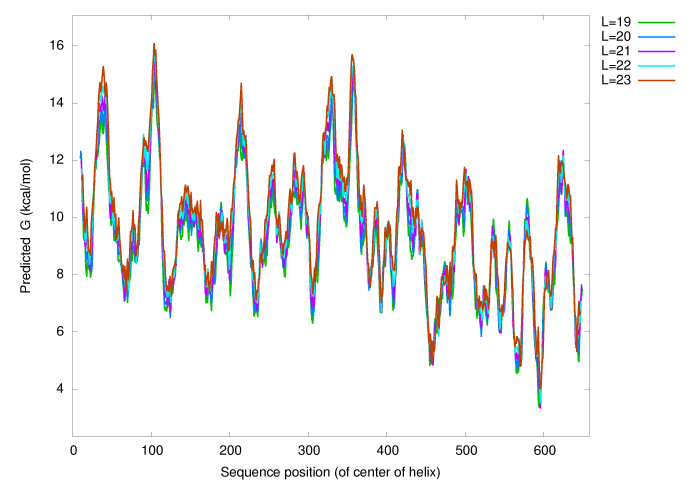 L=19
L=20
L=21
L=22
L=23
16
14
12
10
8
6
4
Predicted G (kcal/mol)
0 100 200 300 400 500 600
Sequence position (of center of helix)